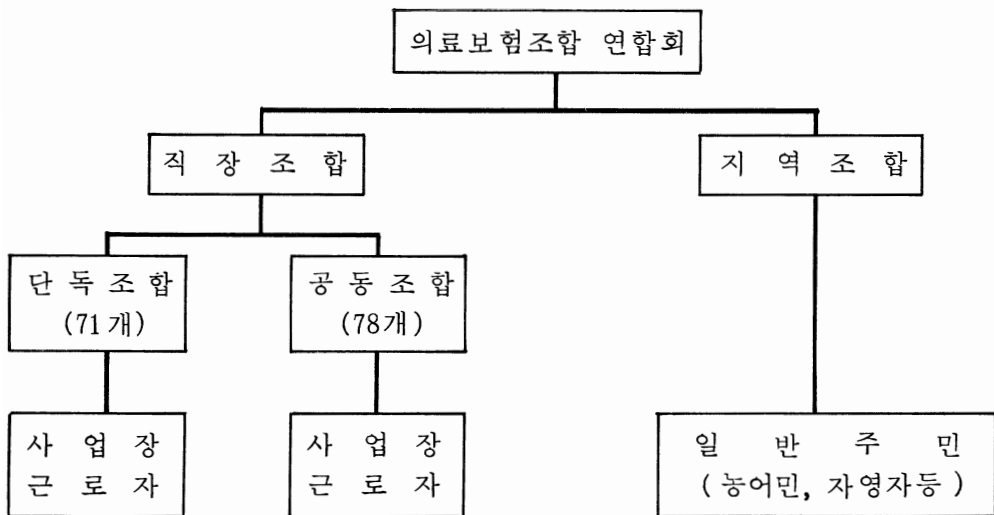 의료보험조합 연합회
직 장 조 합
지 역 조 합
단 독 조 합
(71개)
공 동 조 합
(78개)
사 업 장
근 로 자
사 업 장
근 로 자
일 반 주 민
( 농어민, 자영자등 )